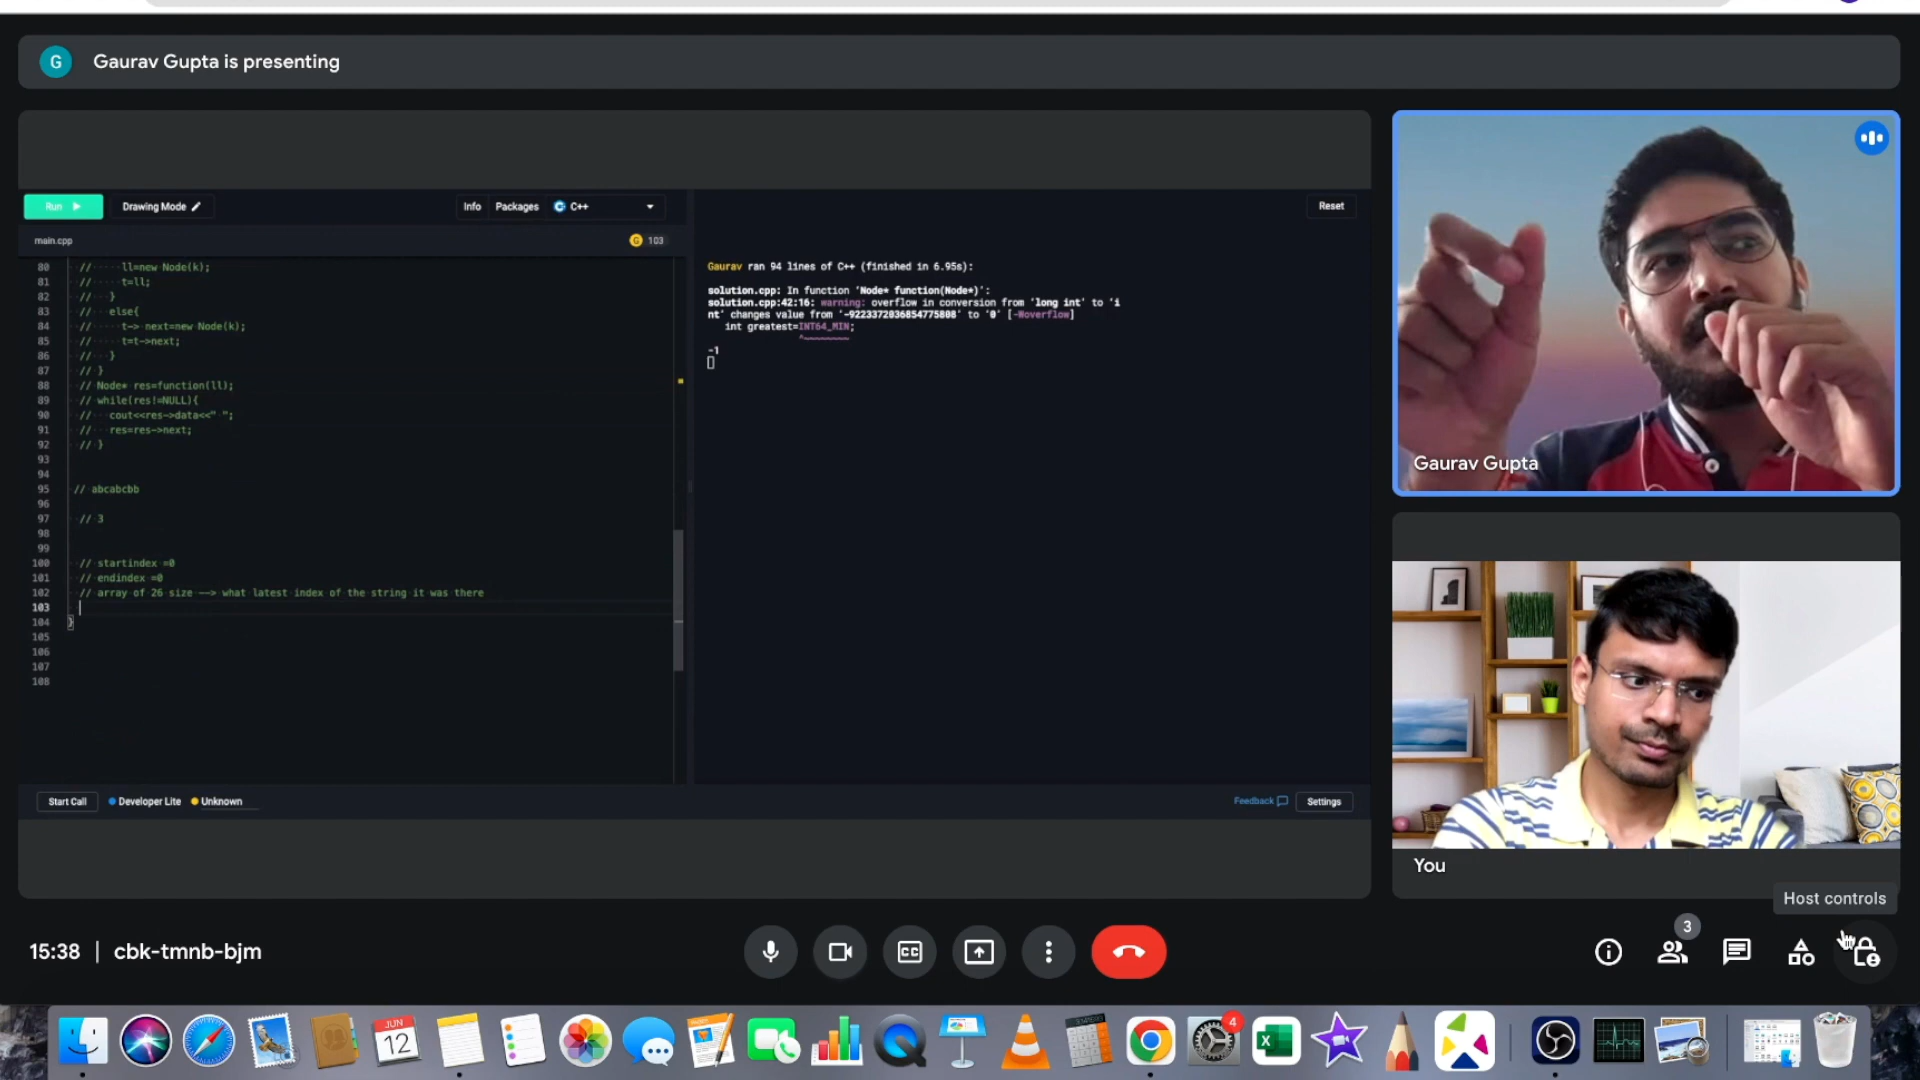 G Gaurav Gupta is presenting
Run Drawing Mode Info Packages C++ Reset
main.cpp G 103
80 // ll=new Node(k);
81 // t=ll;
82 // }
83 // else{
84 // t-> next=new Node(k);
85 // t=t->next;
86 // }
87 // }
88 // Node* res=function(ll);
89 // while(res!=NULL){
90 // cout<<res->data<<" ";
91 // res=res->next;
92 // }
93
94
95 // abcabcbb
96
97 // 3
98
99
100 // startindex =0
101 // endindex =0
102 // array of 26 size --> what latest index of the string it was there
103
104 }
105
106
107
108
Gaurav ran 94 lines of C++ (finished in 6.95s):
solution.cpp: In function 'Node* function(Node*)':
solution.cpp:42:16: warning: overflow in conversion from 'long int' to 'i
nt' changes value from '-9223372036854775808' to '0' [-Woverflow]
int greatest=INT64_MIN;
^~~~~~~~~
-1
Start Call Developer Lite Unknown Feedback Settings
Gaurav Gupta
You
Host controls
15:38 | cbk-tmnb-bjm CC 3
JUN
12
4
X